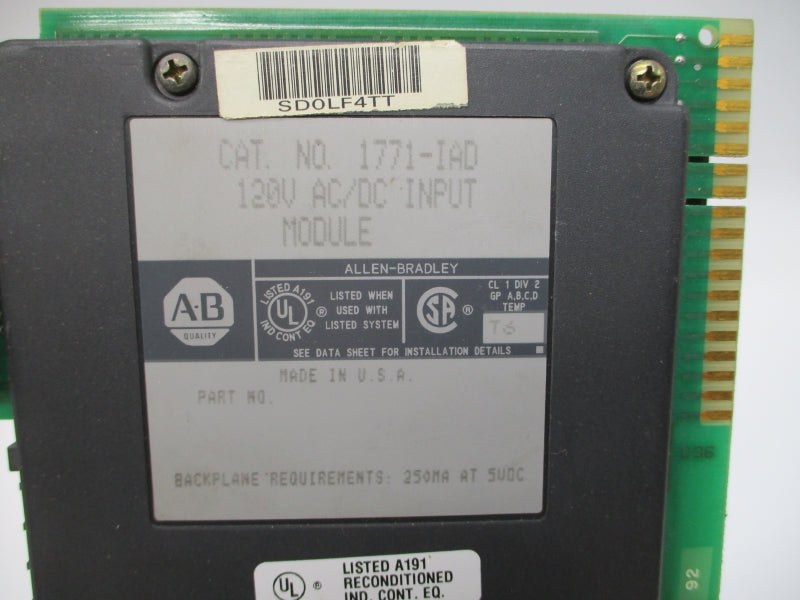 SD0LF4TT
CAT. NO. 1771-IAD
120V AC/DC INPUT
MODULE
ALLEN-BRADLEY
A-B
QUALITY
LISTED A191
UL ®
IND CONT EQ
LISTED WHEN
USED WITH
LISTED SYSTEM
SA ®
CL 1 DIV 2
GP A,B,C,D
TEMP
T6
SEE DATA SHEET FOR INSTALLATION DETAILS
MADE IN U.S.A.
PART NO.
BACKPLANE REQUIREMENTS: 250MA AT 5VDC
UL ®
LISTED A191
RECONDITIONED
IND. CONT. EQ.
92